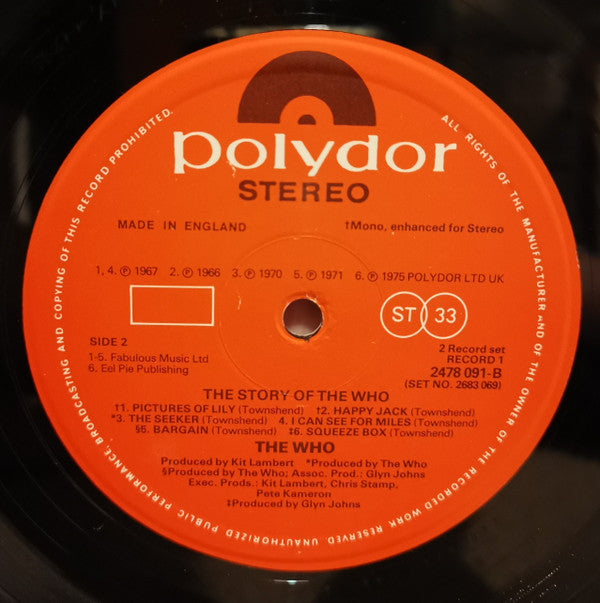 polydor
STEREO
MADE IN ENGLAND †Mono, enhanced for Stereo
1, 4. ℗ 1967 2. ℗ 1966 3. ℗ 1970 5. ℗ 1971 6. ℗ 1975 POLYDOR LTD UK
ST 33
SIDE 2
1-5. Fabulous Music Ltd
6. Eel Pie Publishing
2 Record set
RECORD 1
2478 091-B
(SET NO. 2683 069)
THE STORY OF THE WHO
†1. PICTURES OF LILY (Townshend) †2. HAPPY JACK (Townshend)
*3. THE SEEKER (Townshend) 4. I CAN SEE FOR MILES (Townshend)
§5. BARGAIN (Townshend) ‡6. SQUEEZE BOX (Townshend)
THE WHO
Produced by Kit Lambert *Produced by The Who
§Produced by The Who; Assoc. Prod.: Glyn Johns
Exec. Prods.: Kit Lambert, Chris Stamp,
Pete Kameron
‡Produced by Glyn Johns
ALL RIGHTS OF THE MANUFACTURER AND OF THE OWNER OF THE RECORDED WORK RESERVED. UNAUTHORIZED PUBLIC PERFORMANCE, BROADCASTING AND COPYING OF THIS RECORD PROHIBITED.